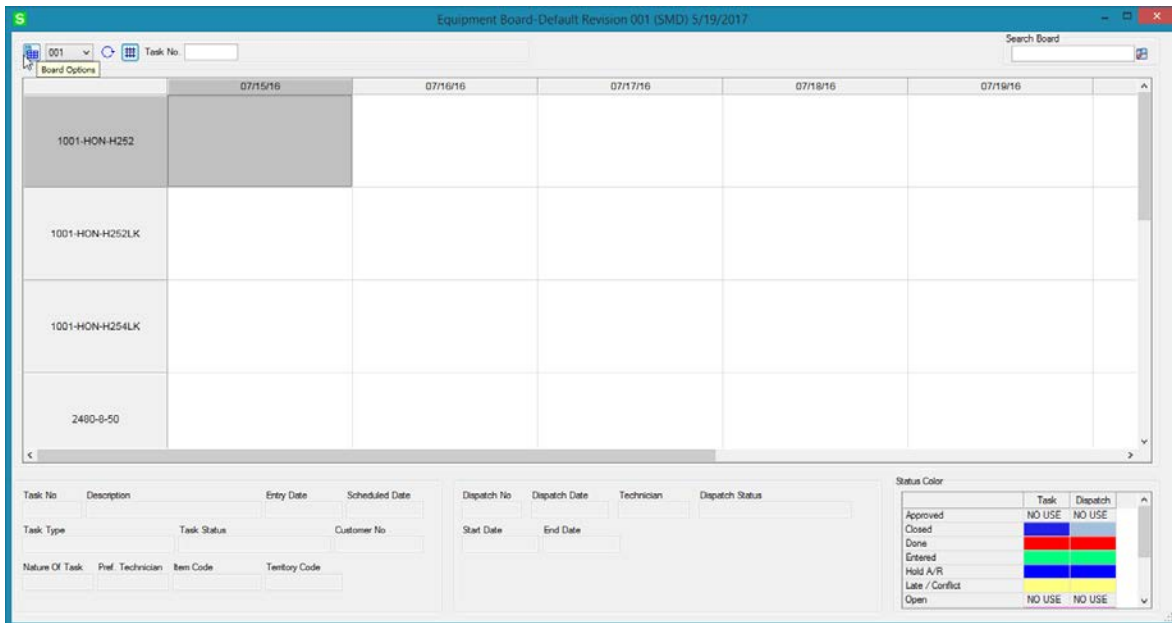 S
Equipment Board-Default Revision 001 (SMD) 5/19/2017
001
Task No.
Search Board
Board Options
07/15/16 07/16/16 07/17/16 07/18/16 07/19/16
1001-HON-H252
1001-HON-H252LK
1001-HON-H254LK
2480-8-50
Task No Description Entry Date Scheduled Date
Task Type Task Status Customer No
Nature Of Task Pref. Technician Item Code Territory Code
Dispatch No Dispatch Date Technician Dispatch Status
Start Date End Date
Status Color
Task Dispatch
Approved NO USE NO USE
Closed
Done
Entered
Hold A/R
Late / Conflict
Open NO USE NO USE